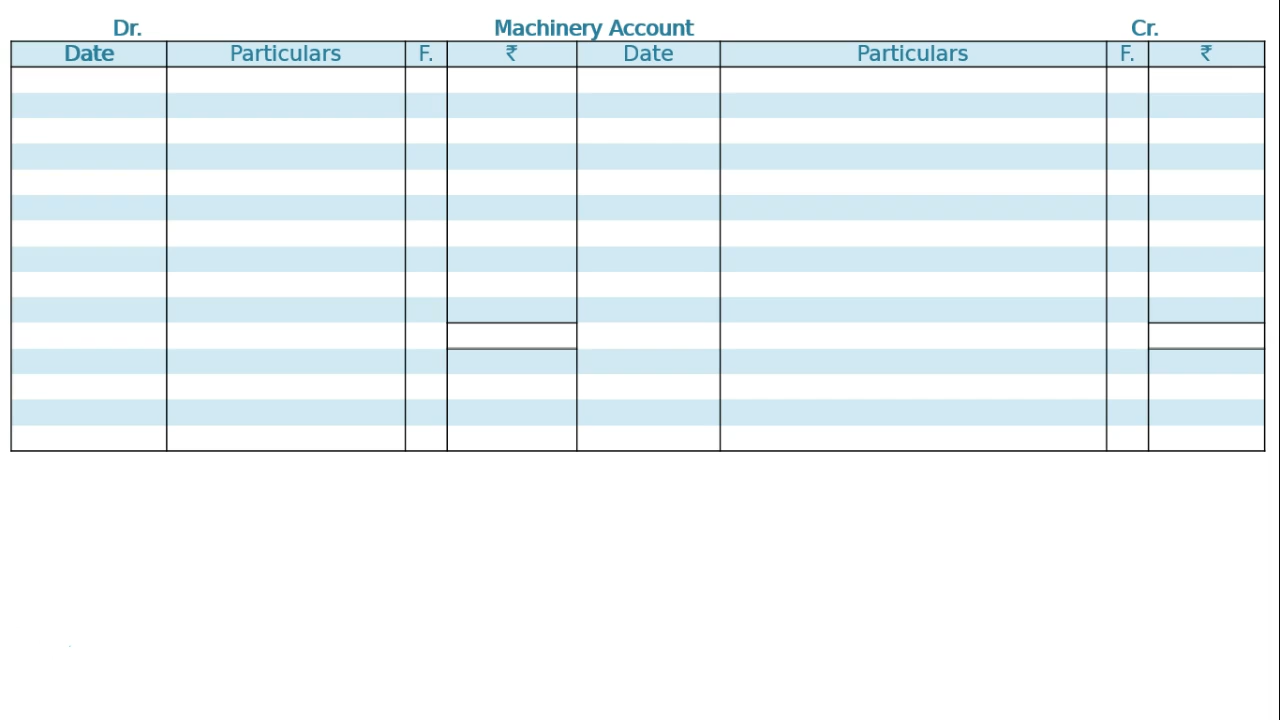 Dr. Machinery Account Cr.
Date Particulars F. ₹ Date Particulars F. ₹